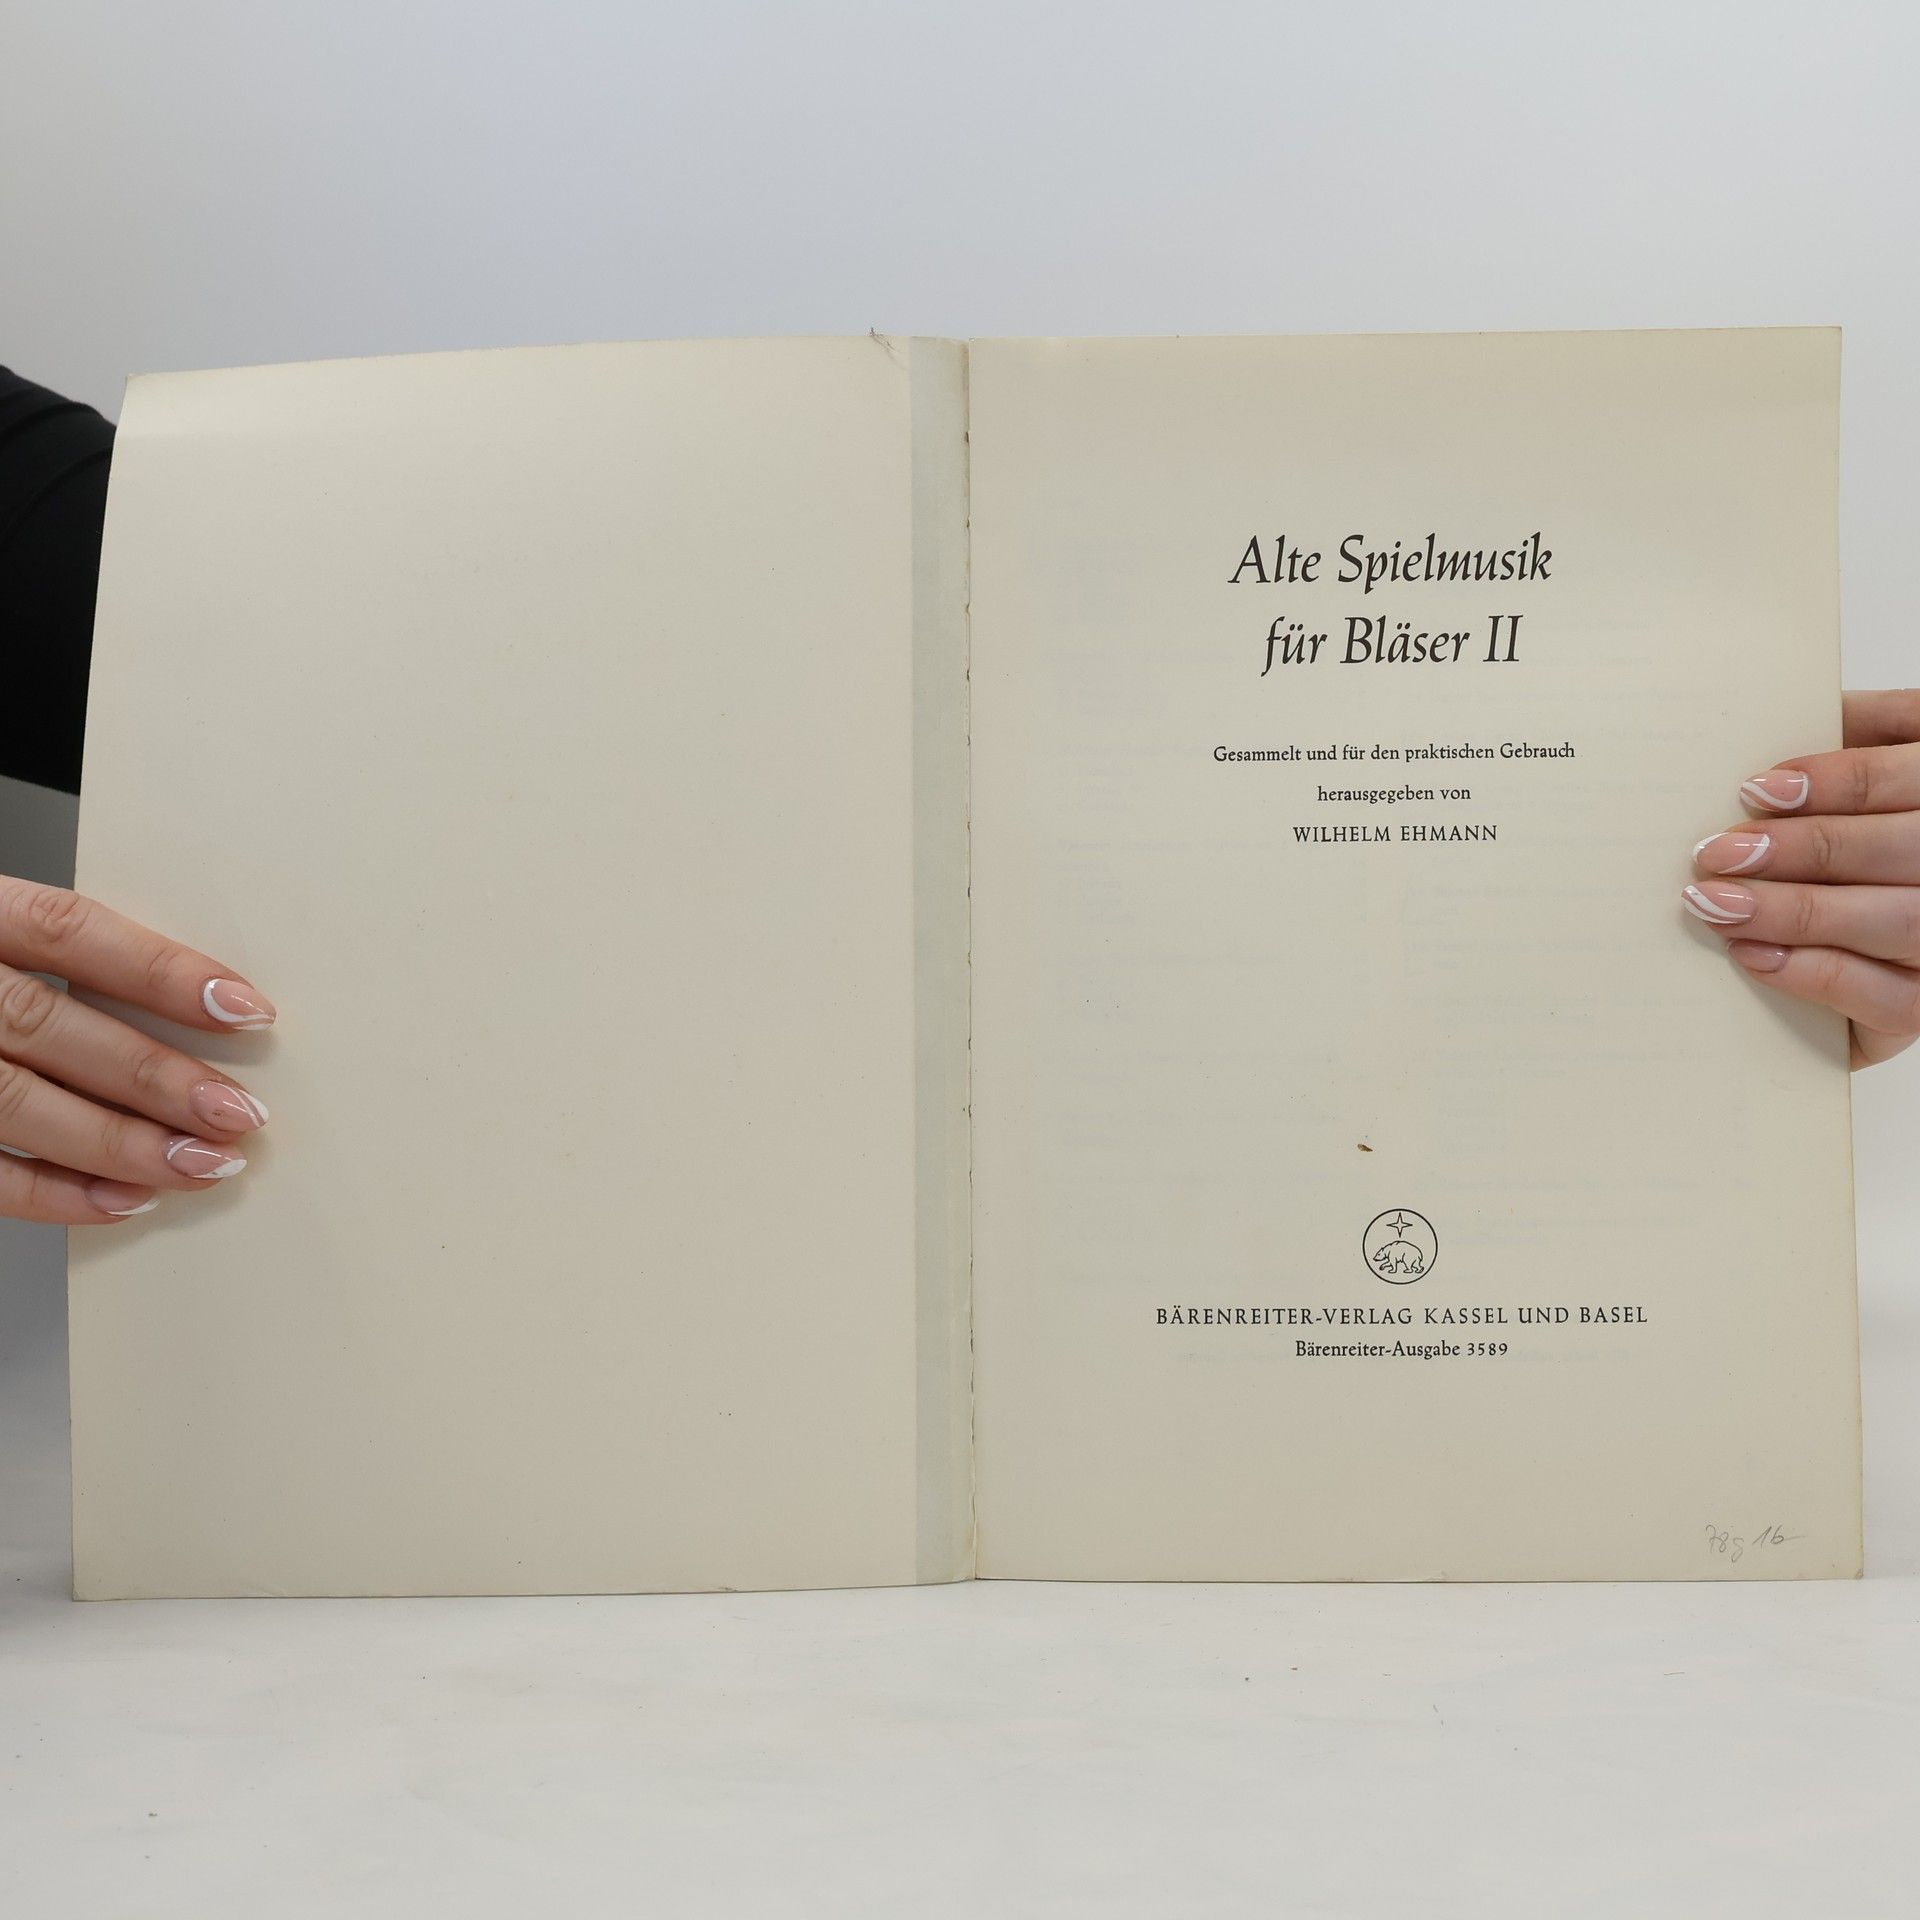 Alte Spielmusik
für Bläser II
Gesammelt und für den praktischen Gebrauch
herausgegeben von
WILHELM EHMANN
BÄRENREITER-VERLAG KASSEL UND BASEL
Bärenreiter-Ausgabe 3589